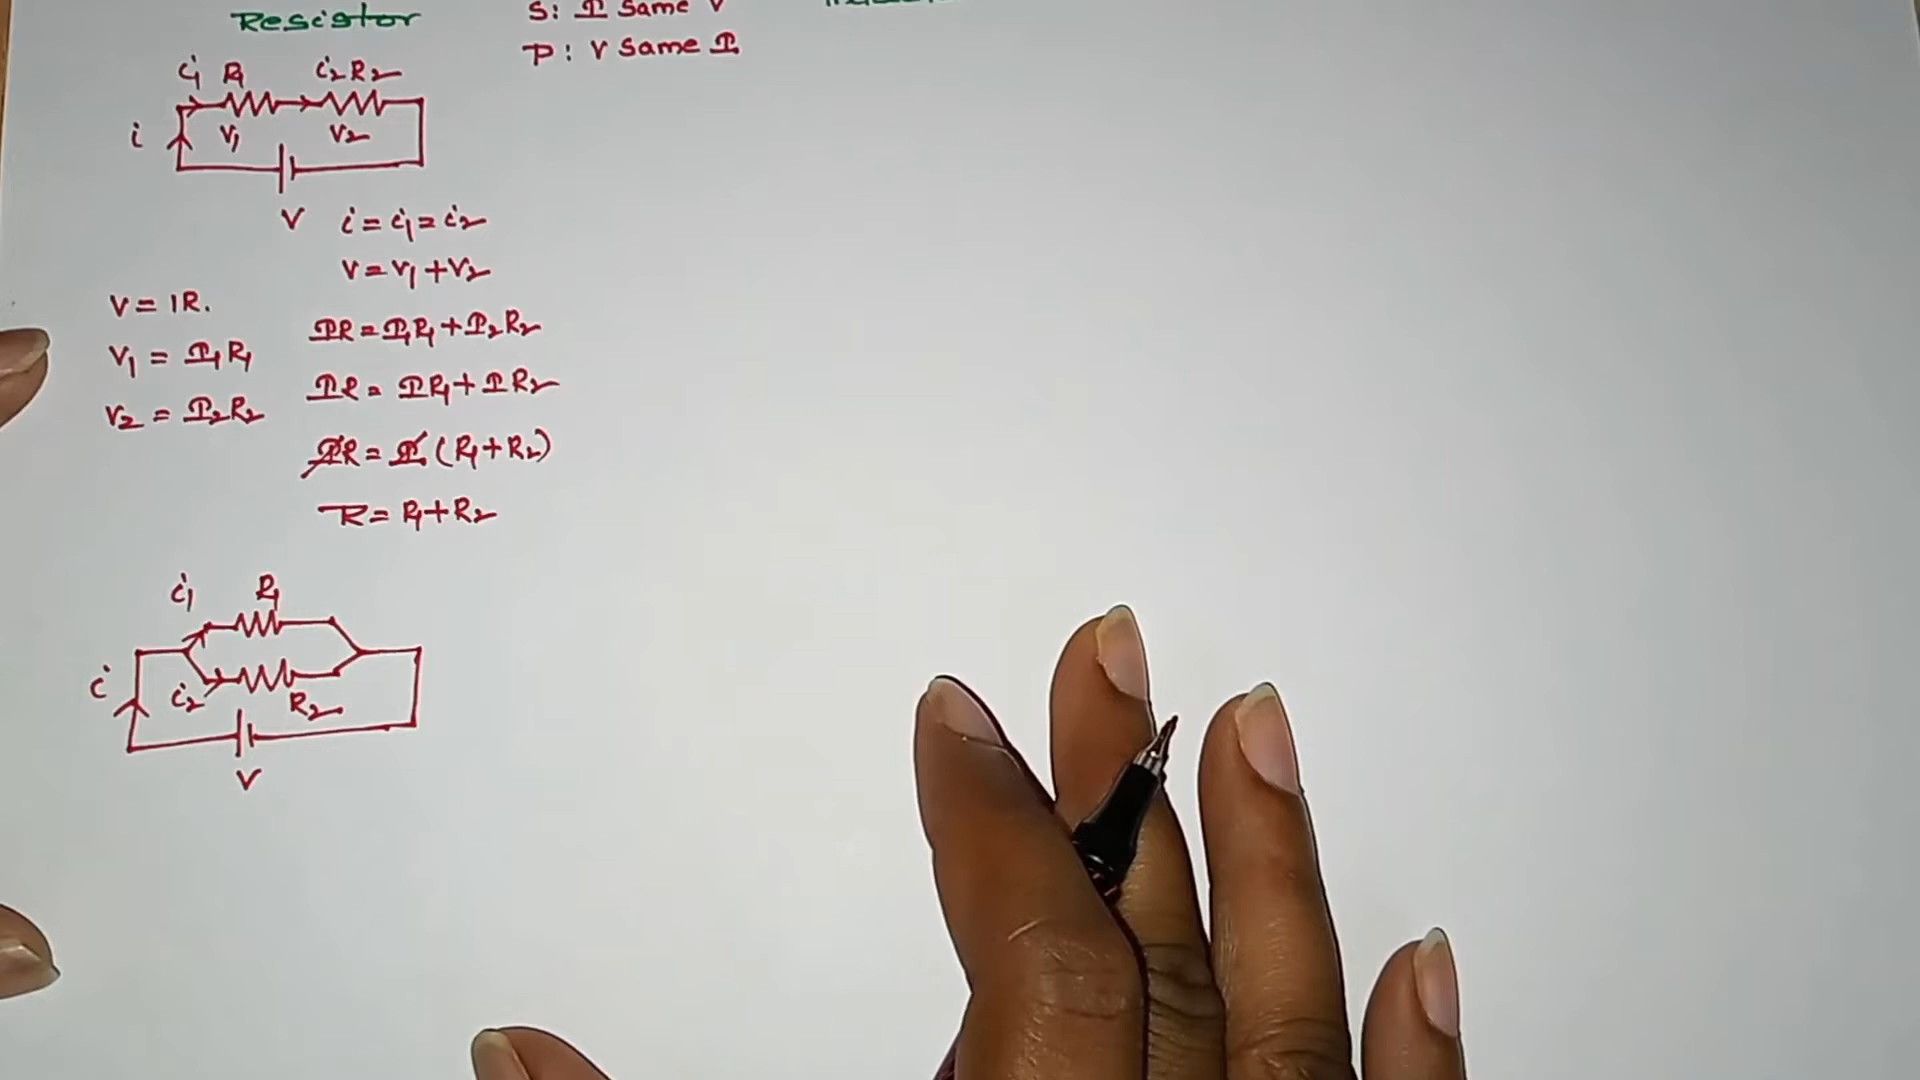 Resistor
S: I same V
P: V same I
i1 R1 i2 R2
i V1 V2
V
i = i1 = i2
V = V1 + V2
V = IR.
IR = I1R1 + I2R2
V1 = I1R1
IR = IR1 + IR2
V2 = I2R2
IR = I (R1 + R2)
R = R1 + R2
i1 R1
i i2 R2
V